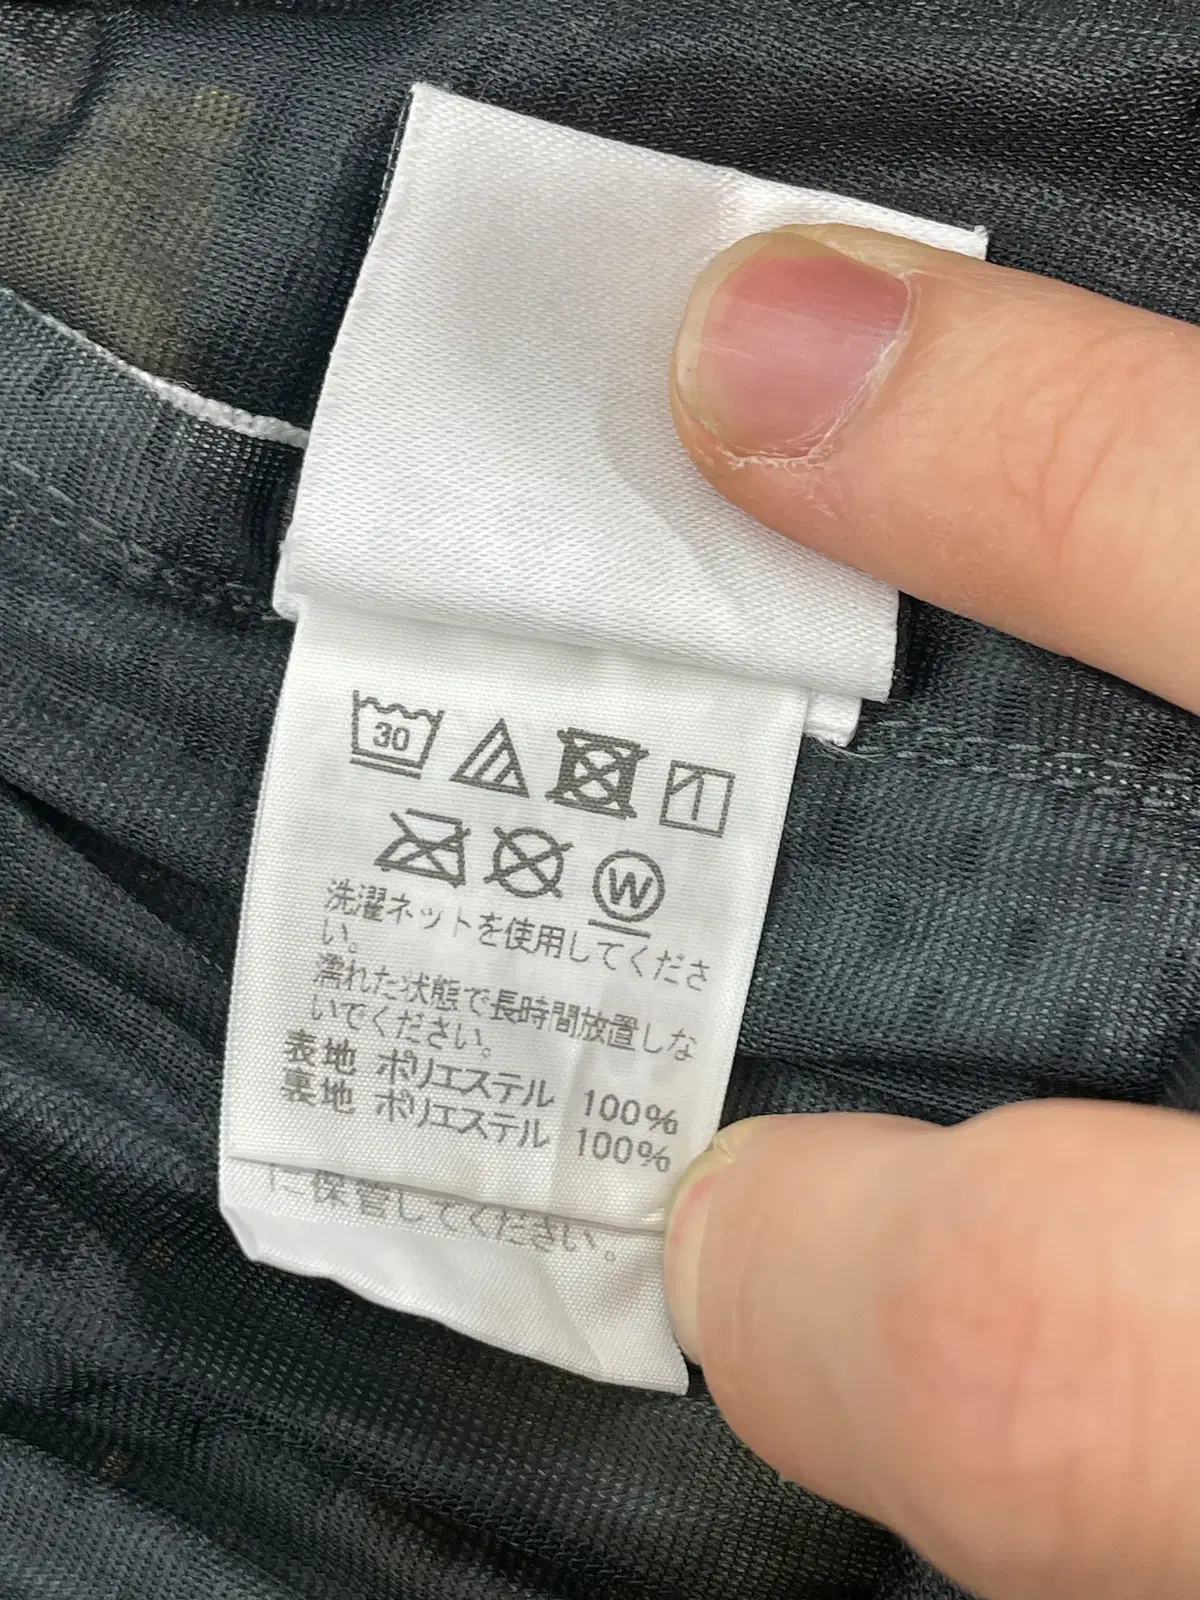 30
W
洗濯ネットを使用してくださ
い。
濡れた状態で長時間放置しな
いでください。
表地 ポリエステル 100%
裏地 ポリエステル 100%
に保管してください。